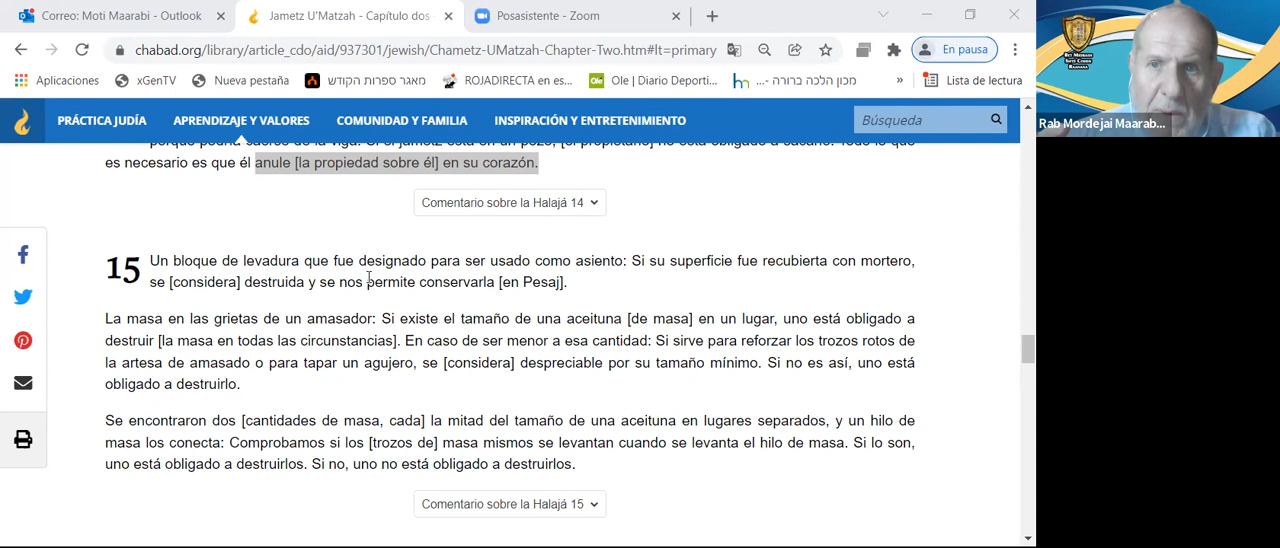 Correo: Moti Maarabi - Outlook
Jametz U'Matzah - Capítulo dos
Posasistente - Zoom
chabad.org/library/article_cdo/aid/937301/jewish/Chametz-UMatzah-Chapter-Two.htm#lt=primary
En pausa
Aplicaciones
xGenTV
Nueva pestaña
מאגר ספרות הקודש
ROJADIRECTA en es...
Ole | Diario Deporti...
מכון הלכה ברורה -...
»
Lista de lectura
BET MIDRASH
RAANANA
Rab Mordejai Maarab...
PRÁCTICA JUDÍA
APRENDIZAJE Y VALORES
COMUNIDAD Y FAMILIA
INSPIRACIÓN Y ENTRETENIMIENTO
Búsqueda
es necesario es que él anule [la propiedad sobre él] en su corazón.
Comentario sobre la Halajá 14
15 Un bloque de levadura que fue designado para ser usado como asiento: Si su superficie fue recubierta con mortero,
se [considera] destruida y se nos permite conservarla [en Pesaj].
La masa en las grietas de un amasador: Si existe el tamaño de una aceituna [de masa] en un lugar, uno está obligado a
destruir [la masa en todas las circunstancias]. En caso de ser menor a esa cantidad: Si sirve para reforzar los trozos rotos de
la artesa de amasado o para tapar un agujero, se [considera] despreciable por su tamaño mínimo. Si no es así, uno está
obligado a destruirlo.
Se encontraron dos [cantidades de masa, cada] la mitad del tamaño de una aceituna en lugares separados, y un hilo de
masa los conecta: Comprobamos si los [trozos de] masa mismos se levantan cuando se levanta el hilo de masa. Si lo son,
uno está obligado a destruirlos. Si no, uno no está obligado a destruirlos.
Comentario sobre la Halajá 15